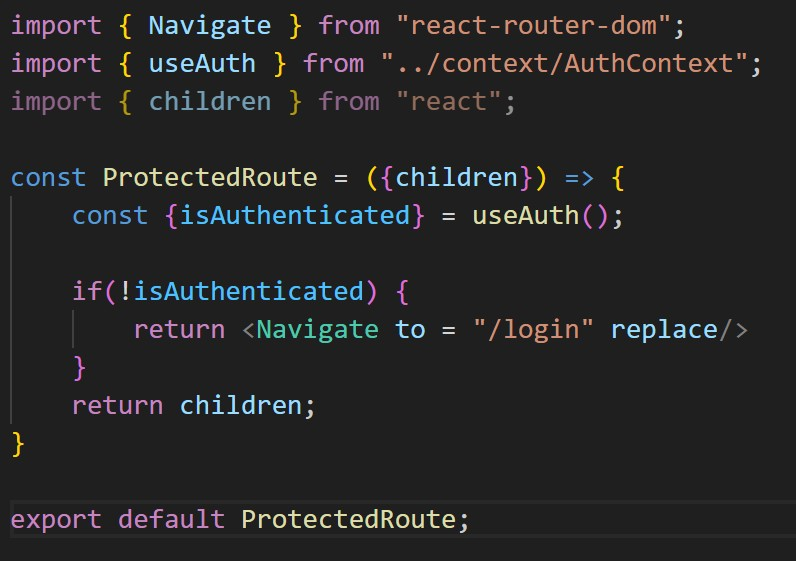 import { Navigate } from "react-router-dom";
import { useAuth } from "../context/AuthContext";
import { children } from "react";

const ProtectedRoute = ({children}) => {
    const {isAuthenticated} = useAuth();

    if(!isAuthenticated) {
        return <Navigate to = "/login" replace/>
    }
    return children;
}

export default ProtectedRoute;